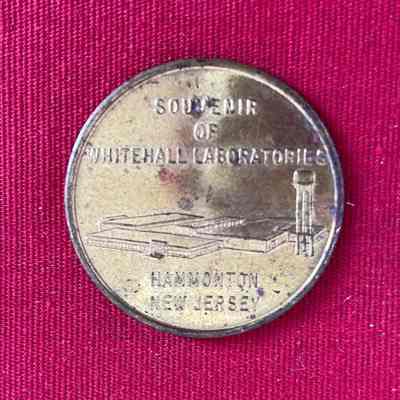 SOUVENIR
OF
WHITEHALL LABORATORIES
HAMMONTON
NEW JERSEY